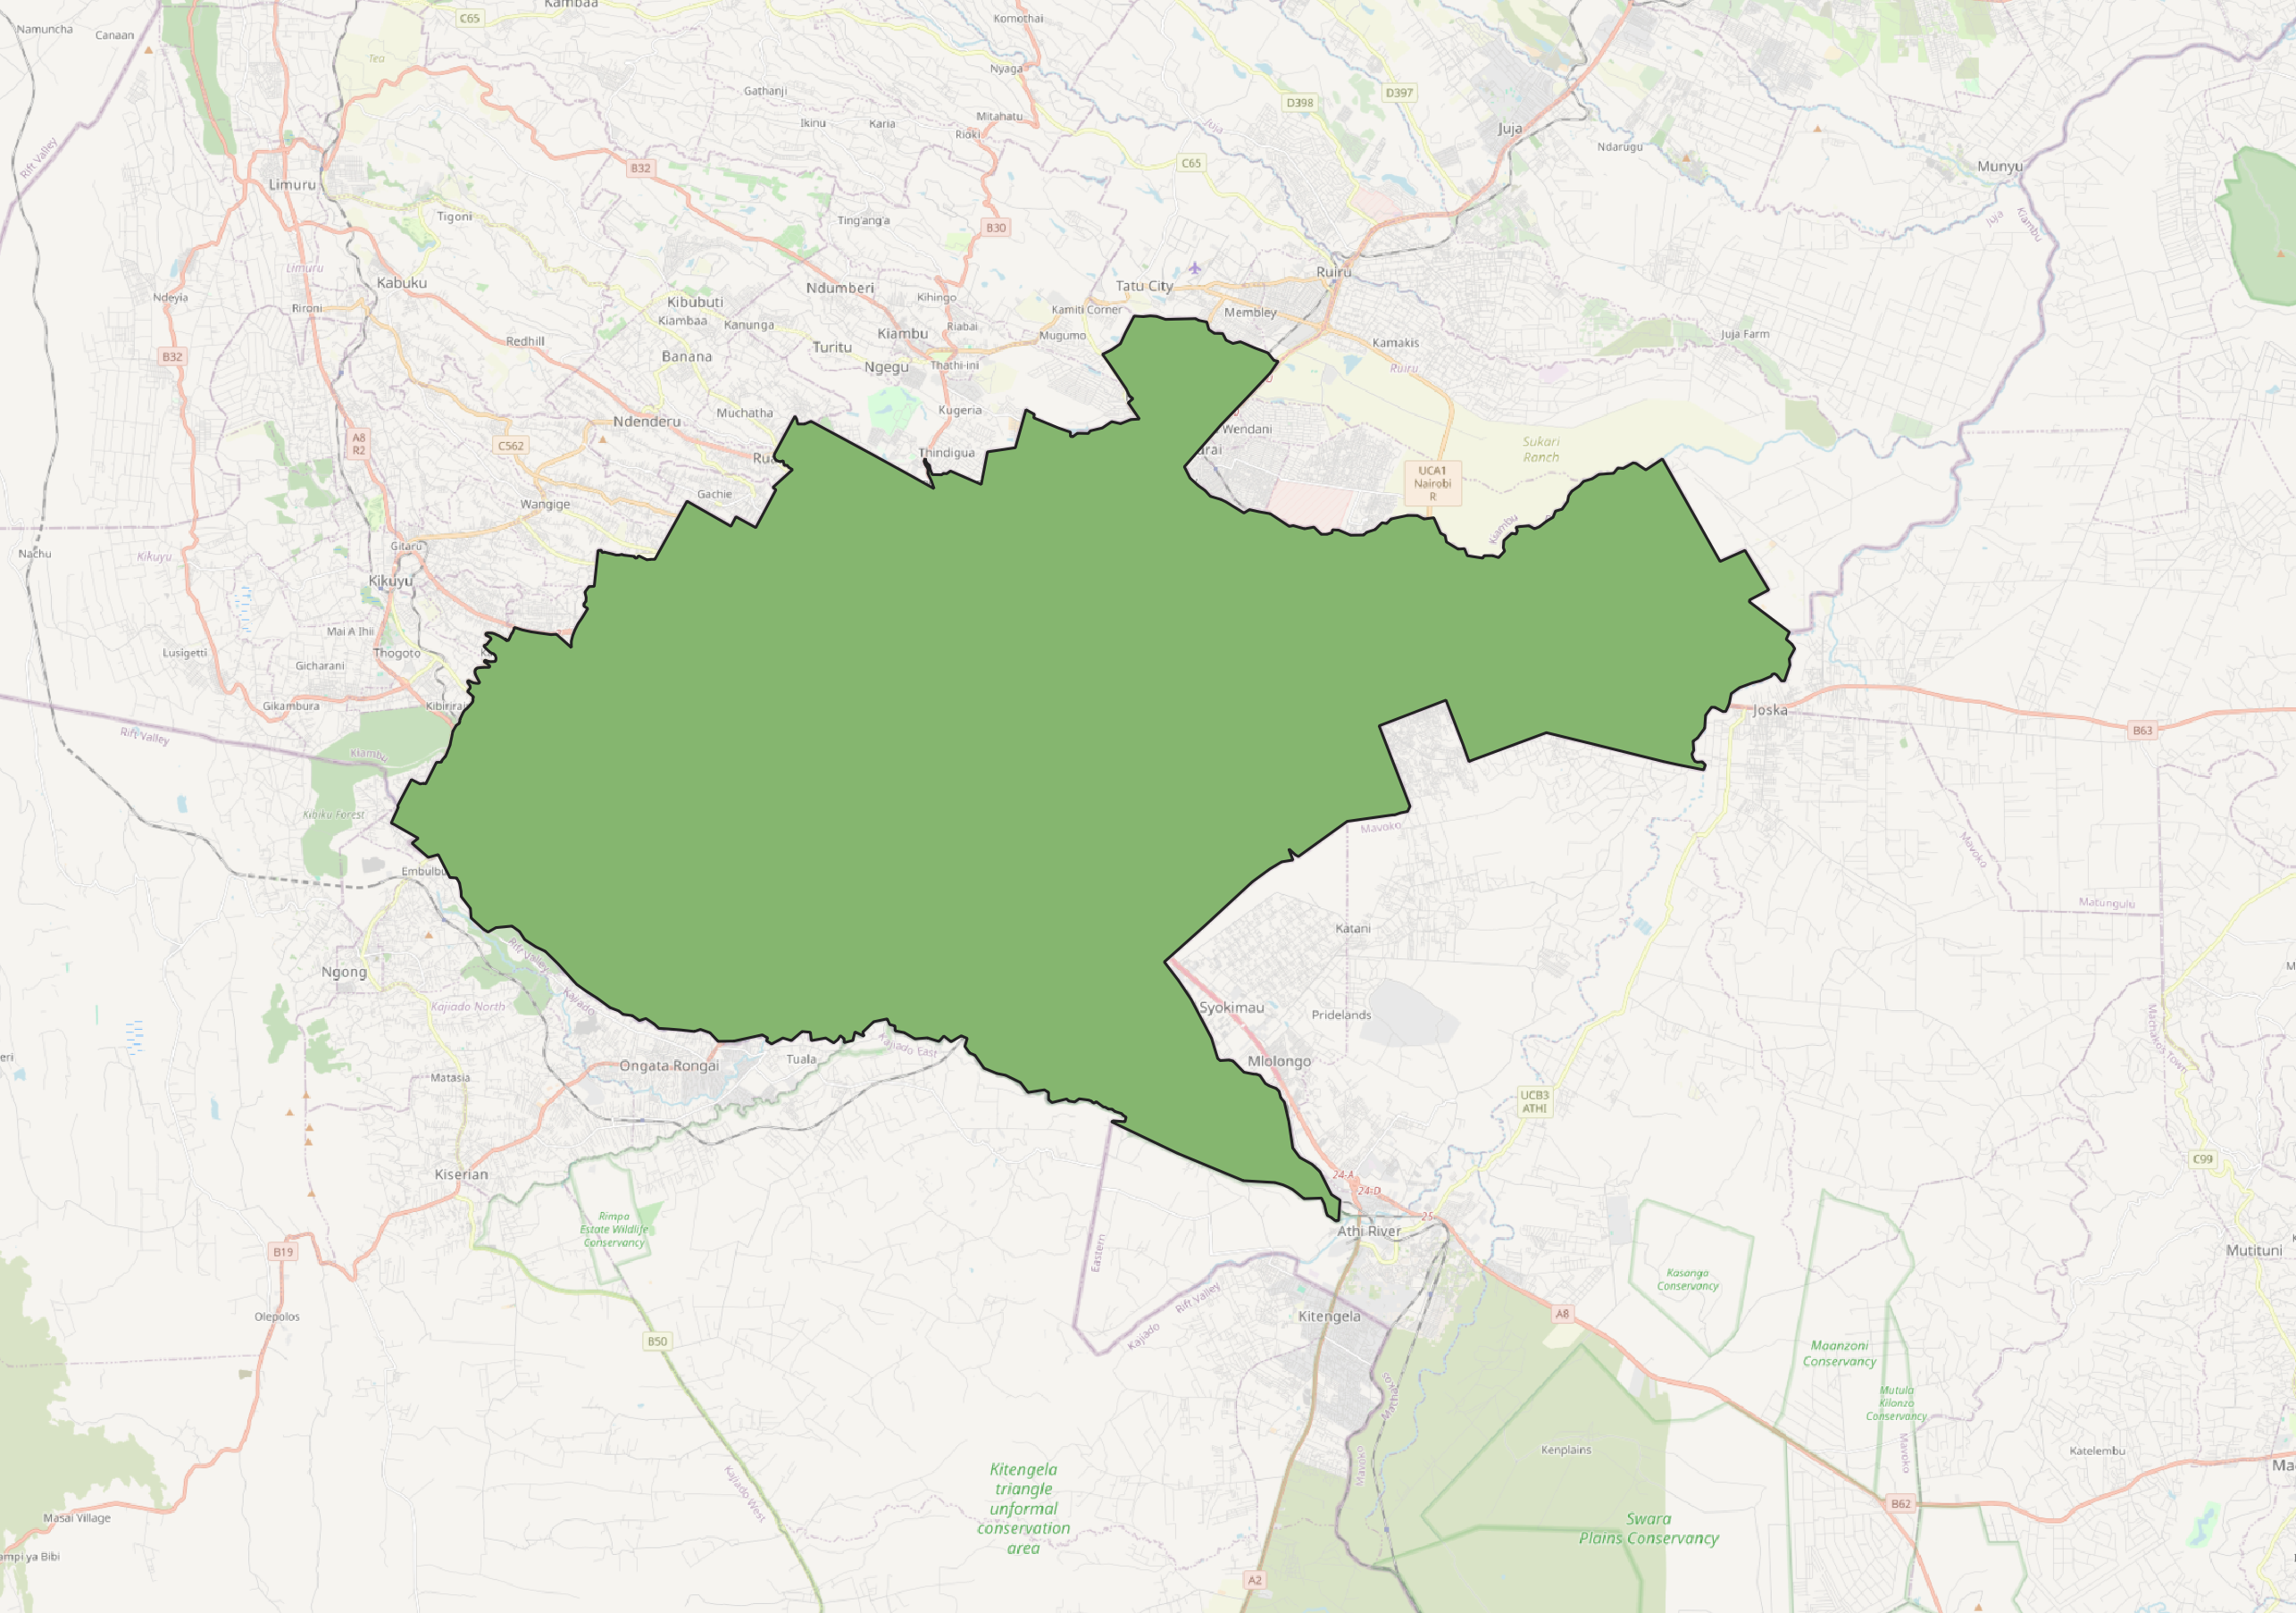 Kambaa
Namuncha
Canaan
C65
Komothai
Tea
Nyaga
Gathanji
D398
D397
Mitahatu
Ikinu
Karia
Rioki
Juja
Juja
Ndarugu
Rift Valley
B32
C65
Munyu
Limuru
Tigoni
Ting'ang'a
B30
Juja
Kiambu
Limuru
Kabuku
Ruiru
Tatu City
Ndeyia
Rironi
Kibubuti
Ndumberi
Kihingo
Kamiti Corner
Membley
Kiambaa
Kanunga
Riabai
Kiambu
Mugumo
Juja Farm
Redhill
Turitu
Kamakis
B32
Banana
Ngegu
Thathi-ini
Ruiru
Muchatha
Kugeria
Ndenderu
Wendani
A8
R2
C562
Sukari
Ranch
Thindigua
UCA1
Nairobi
R
Gachie
Wangige
Kiambu
Gitaru
Nachu
Kikuyu
Kikuyu
Mai A Ihii
Lusigetti
Thogoto
Gicharani
Gikambura
Kibirirai
Joska
B63
Rift Valley
Kiambu
Kibiku Forest
Mavoko
Mavoko
Embulbu
Matungulu
Katani
Rift Valley
Ngong
Kajiado
Kajiado North
Syokimau
Pridelands
Machakos Town
Kajiado East
Tuala
Mlolongo
Ongata Rongai
Matasia
UCB3
ATHI
C99
Kiserian
24-A
24-D
Rimpa
Estate Wildlife
Conservancy
25
Athi River
B19
Eastern
Mutituni
Kasanga
Conservancy
Rift Valley
Olepolos
Kitengela
A8
Kajiado
B50
Maanzoni
Conservancy
Mutula
Kilonzo
Conservancy
Kenplains
Katelembu
Mavoko
Mavoko
Kitengela
triangle
unformal
conservation
area
Kajiado West
B62
Masai Village
Swara
Plains Conservancy
ampi ya Bibi
A2